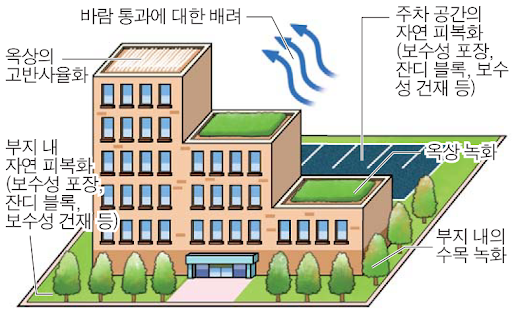 바람 통과에 대한 배려
주차 공간의
자연 피복화
(보수성 포장,
잔디 블록, 보수
성 건재 등)
옥상의
고반사율화
옥상 녹화
부지 내
자연 피복화
(보수성 포장,
잔디 블록,
보수성 건재 등)
부지 내의
수목 녹화